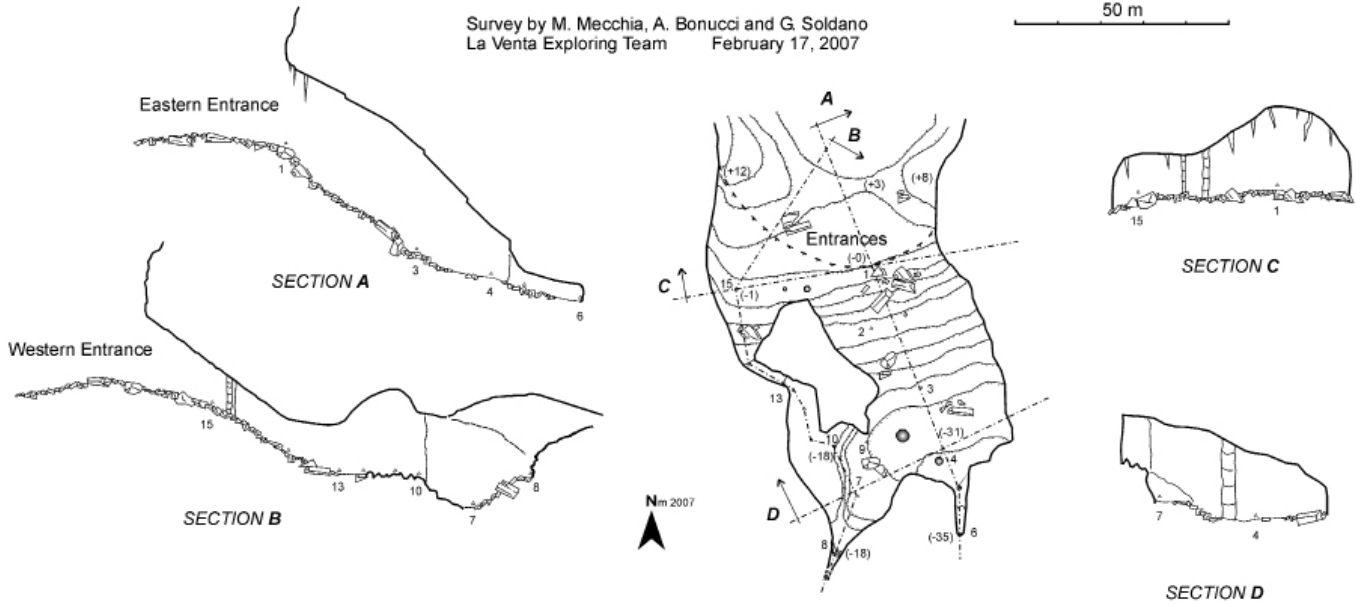 Survey by M. Mecchia, A. Bonucci and G. Soldano
La Venta Exploring Team February 17, 2007
50 m
Eastern Entrance
1
3
4
6
SECTION A
Western Entrance
15
13
10
7
8
SECTION B
A
B
(+12)
(+3)
(+8)
Entrances
(-0)
1
C
15
(-1)
2
3
13
10
(-18)
9
(-31)
4
7
D
8
(-18)
(-35)
6
Nm 2007
15
1
SECTION C
7
4
SECTION D